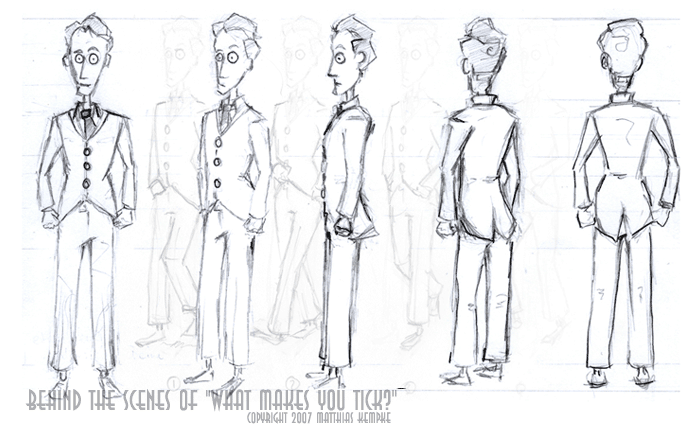 BEHIND THE SCENES OF "WHAT MAKES YOU TICK?"
COPYRIGHT 2007 MATTHIAS KEMPKE